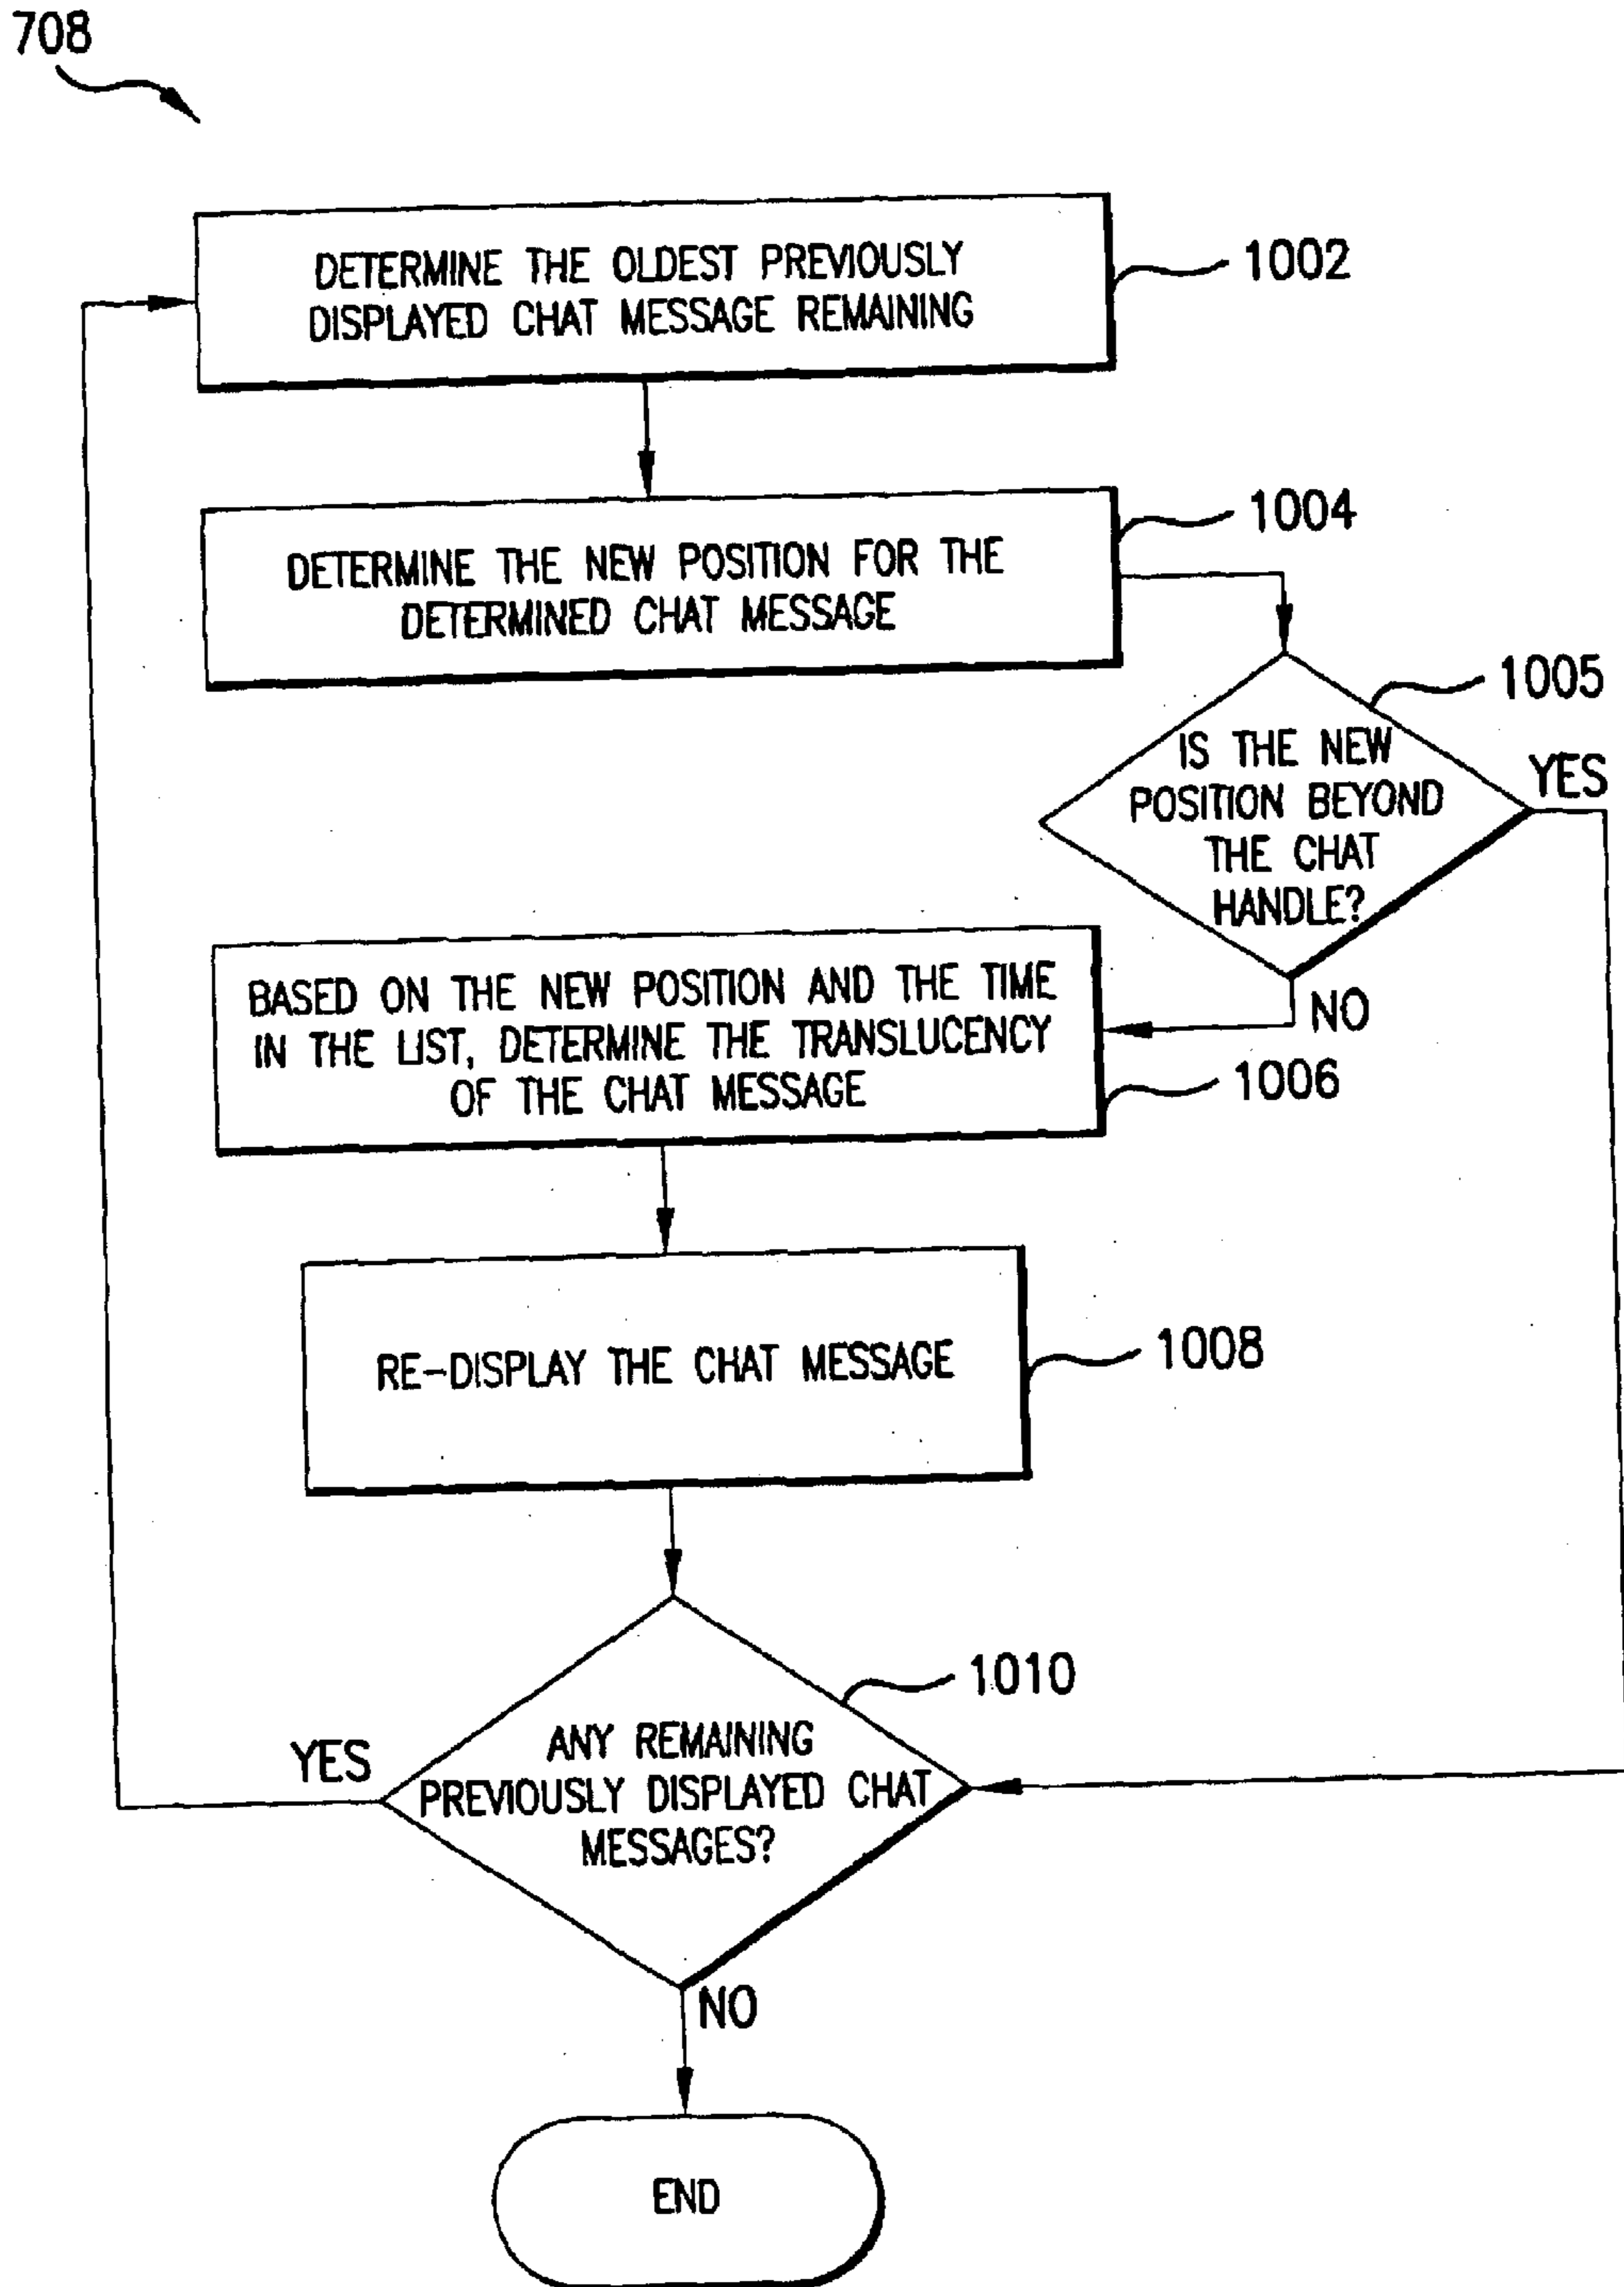 708
DETERMINE THE OLDEST PREVIOUSLY
DISPLAYED CHAT MESSAGE REMAINING
1002
DETERMINE THE NEW POSITION FOR THE
DETERMINED CHAT MESSAGE
1004
IS THE NEW
POSITION BEYOND
THE CHAT
HANDLE?
1005
YES
NO
BASED ON THE NEW POSITION AND THE TIME
IN THE LIST, DETERMINE THE TRANSLUCENCY
OF THE CHAT MESSAGE
1006
RE-DISPLAY THE CHAT MESSAGE
1008
1010
ANY REMAINING
PREVIOUSLY DISPLAYED CHAT
MESSAGES?
YES
NO
END